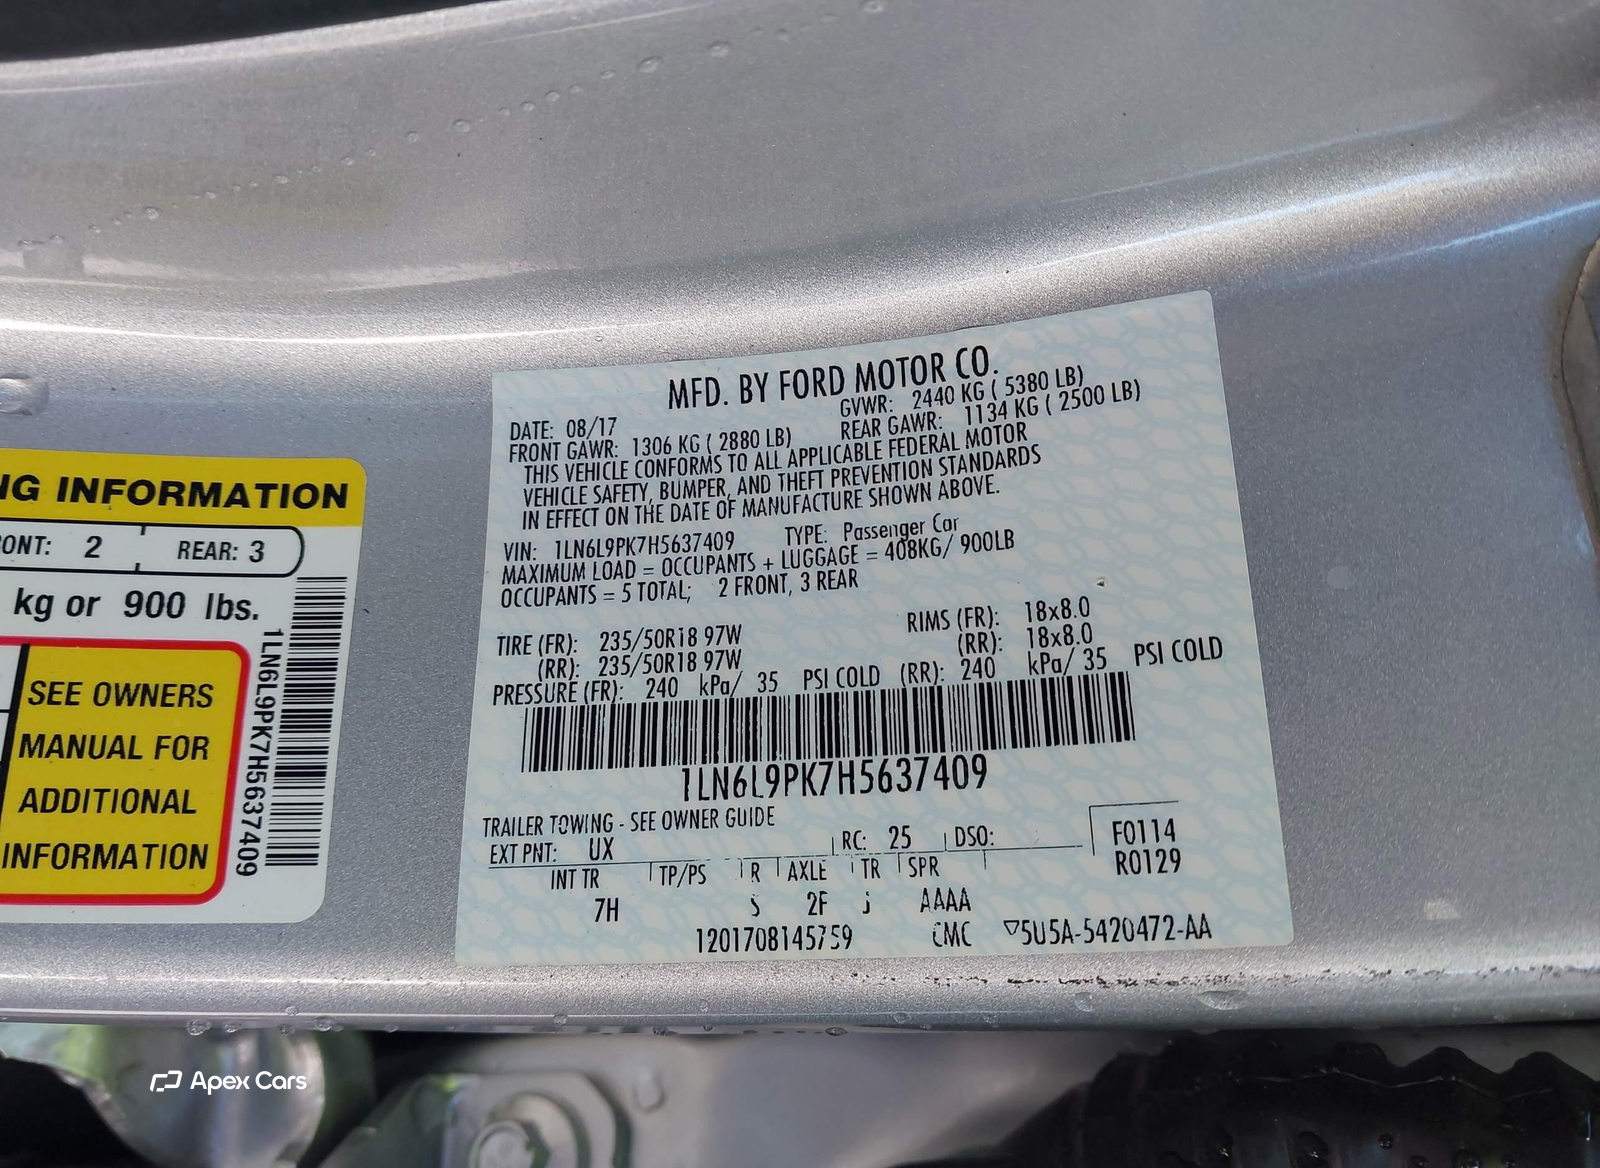 NG INFORMATION
ONT: 2 REAR: 3
kg or 900 lbs.
SEE OWNERS
MANUAL FOR
ADDITIONAL
INFORMATION
1LN6L9PK7H5637409
MFD. BY FORD MOTOR CO.
DATE: 08/17 GVWR: 2440 KG ( 5380 LB)
FRONT GAWR: 1306 KG ( 2880 LB) REAR GAWR: 1134 KG ( 2500 LB)
THIS VEHICLE CONFORMS TO ALL APPLICABLE FEDERAL MOTOR
VEHICLE SAFETY, BUMPER, AND THEFT PREVENTION STANDARDS
IN EFFECT ON THE DATE OF MANUFACTURE SHOWN ABOVE.
VIN: 1LN6L9PK7H5637409 TYPE: Passenger Car
MAXIMUM LOAD = OCCUPANTS + LUGGAGE = 408KG/ 900LB
OCCUPANTS = 5 TOTAL; 2 FRONT, 3 REAR
TIRE (FR): 235/50R18 97W RIMS (FR): 18x8.0
(RR): 235/50R18 97W (RR): 18x8.0
PRESSURE (FR): 240 kPa/ 35 PSI COLD (RR): 240 kPa/ 35 PSI COLD
1LN6L9PK7H5637409
TRAILER TOWING - SEE OWNER GUIDE
EXT PNT: UX RC: 25 DSO: F0114
R0129
INT TR TP/PS R AXLE TR SPR
7H S 2F J AAAA
1201708145759 CMC ▽5U5A-5420472-AA
Apex Cars